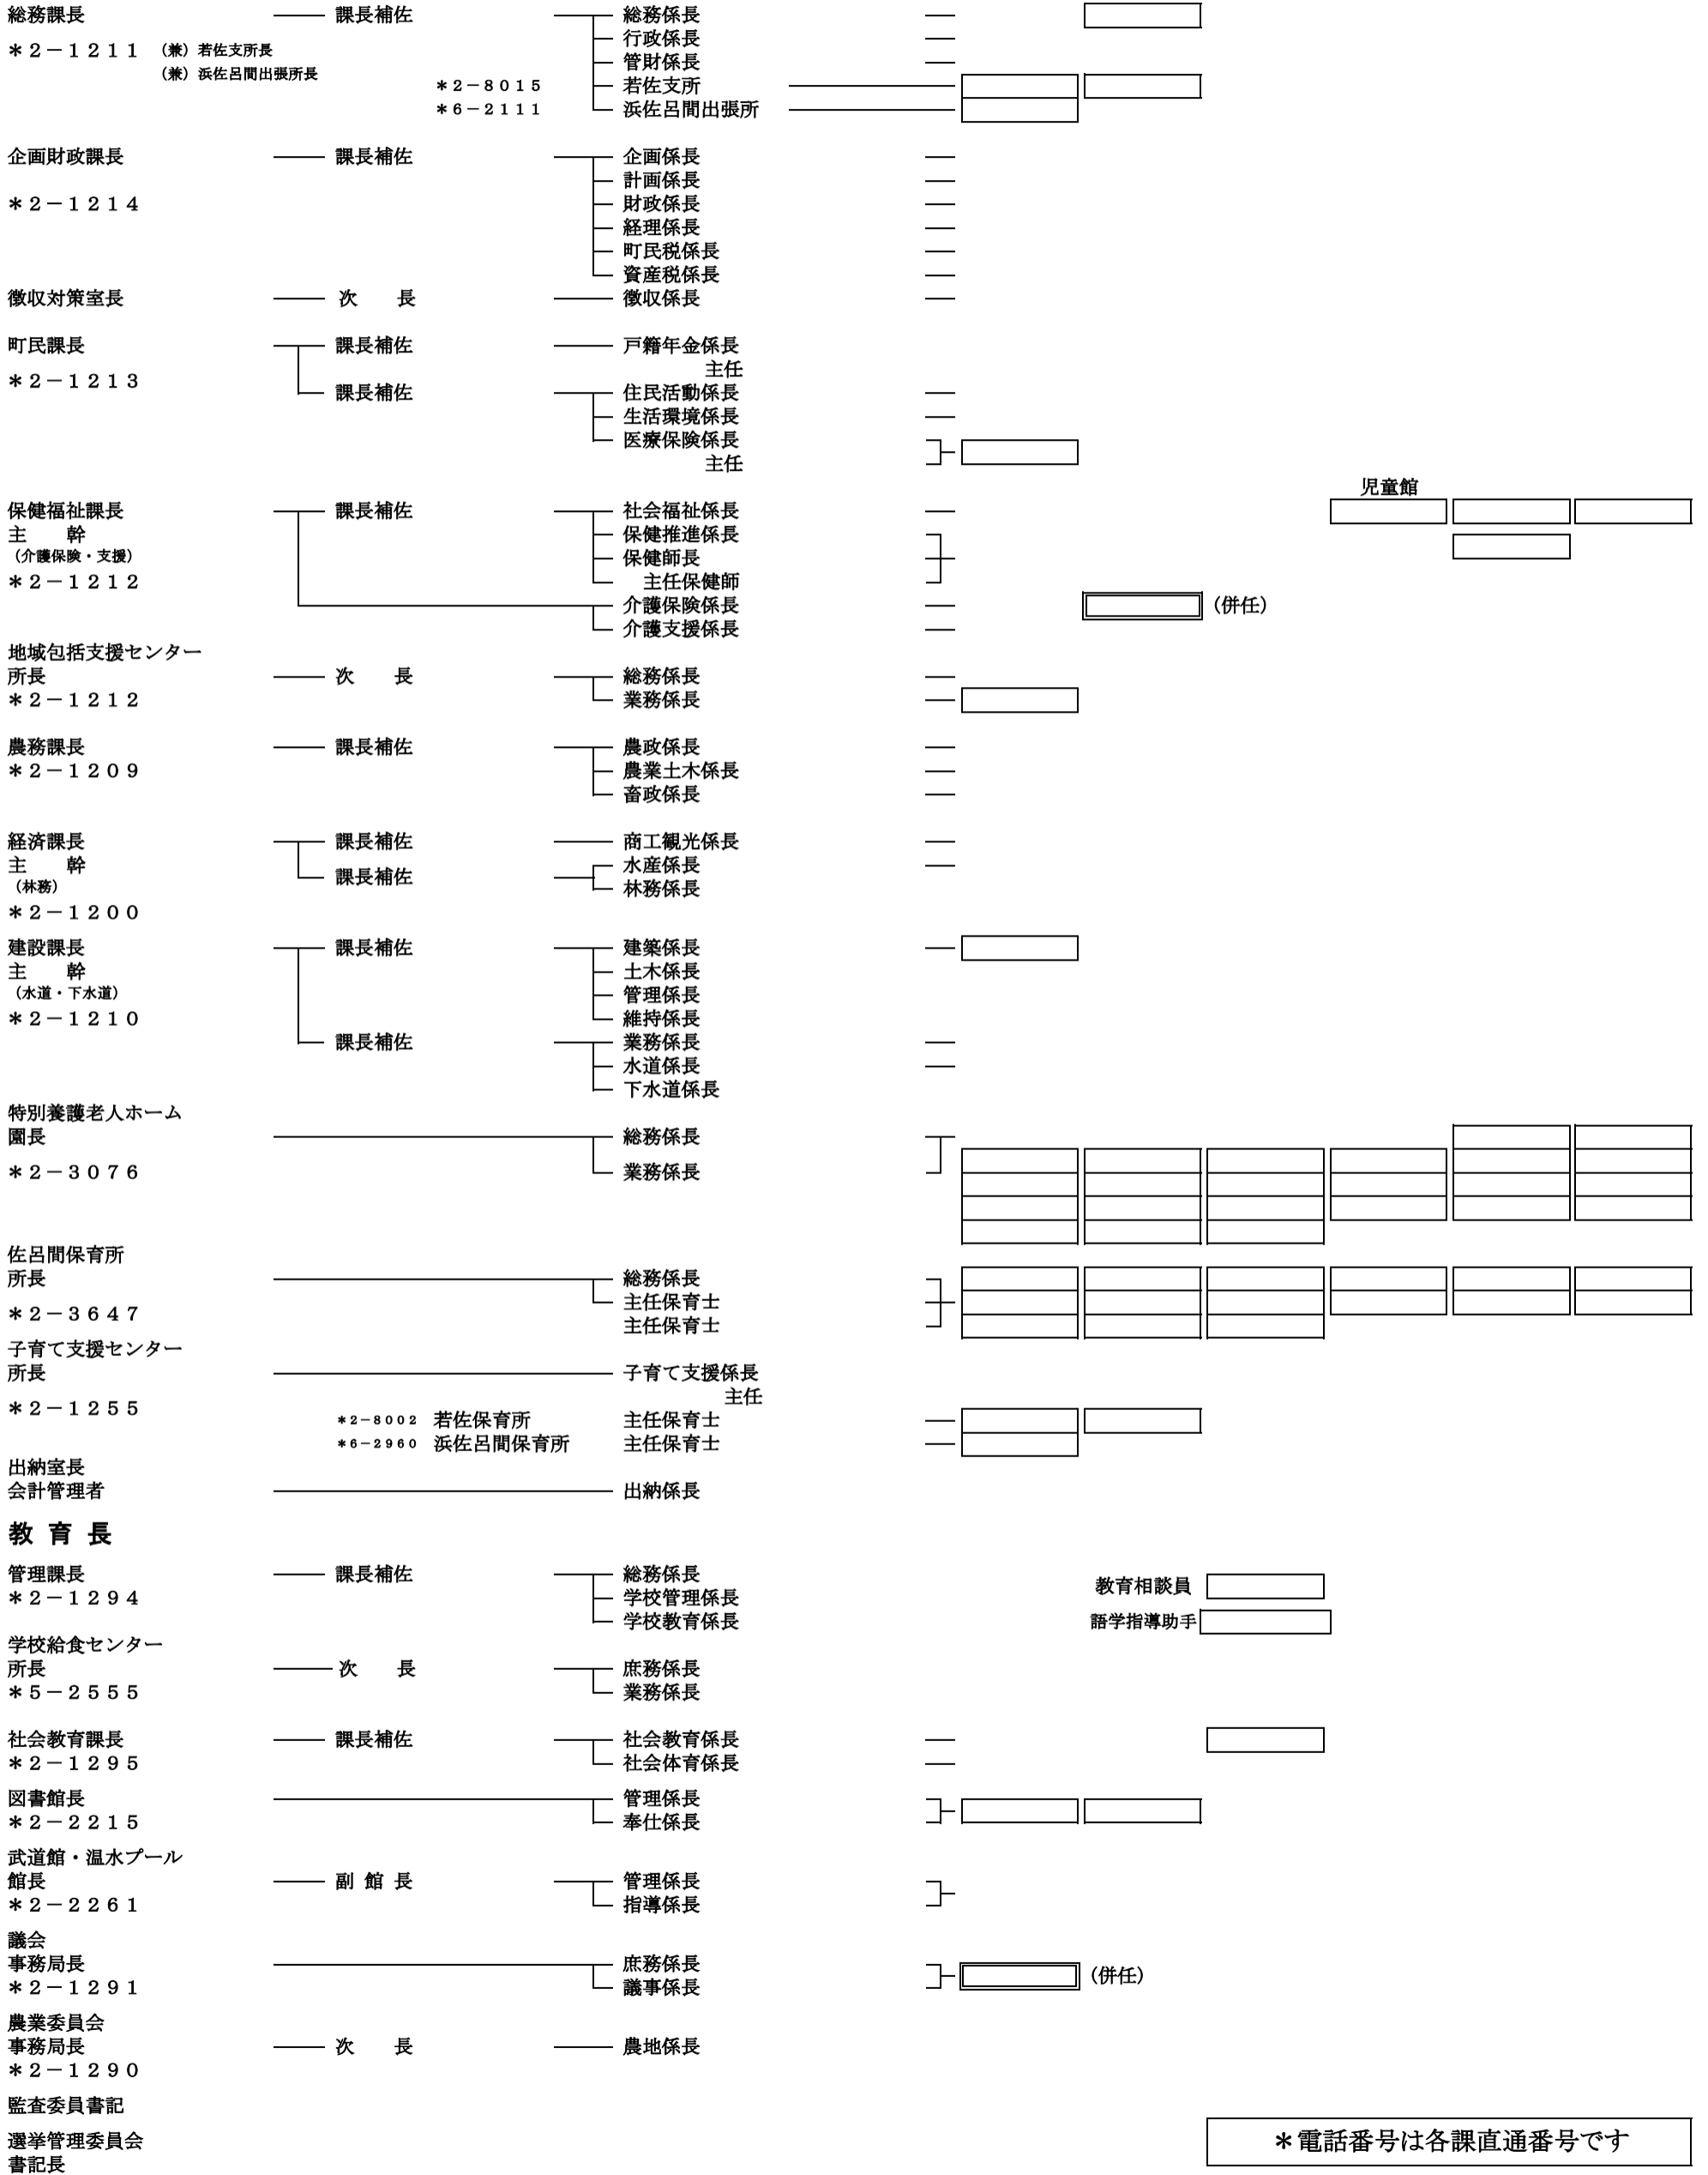 総務課長 課長補佐 総務係長
行政係長
＊２－１２１１ （兼）若佐支所長
管財係長
（兼）浜佐呂間出張所長
＊２－８０１５ 若佐支所
＊６－２１１１ 浜佐呂間出張所
企画財政課長 課長補佐 企画係長
計画係長
＊２－１２１４ 財政係長
経理係長
町民税係長
資産税係長
徴収対策室長 次　　長 徴収係長
町民課長 課長補佐 戸籍年金係長
主任
＊２－１２１３
課長補佐 住民活動係長
生活環境係長
医療保険係長
主任
児童館
保健福祉課長 課長補佐 社会福祉係長
主　　幹 保健推進係長
（介護保険・支援） 保健師長
＊２－１２１２ 主任保健師
介護保険係長 （併任）
介護支援係長
地域包括支援センター
所長 次　　長 総務係長
＊２－１２１２ 業務係長
農務課長 課長補佐 農政係長
＊２－１２０９ 農業土木係長
畜政係長
経済課長 課長補佐 商工観光係長
主　　幹 水産係長
課長補佐
（林務） 林務係長
＊２－１２００
建設課長 課長補佐 建築係長
主　　幹 土木係長
（水道・下水道） 管理係長
＊２－１２１０ 維持係長
課長補佐 業務係長
水道係長
下水道係長
特別養護老人ホーム
園長 総務係長
＊２－３０７６ 業務係長
佐呂間保育所
所長 総務係長
主任保育士
＊２－３６４７
主任保育士
子育て支援センター
所長 子育て支援係長
主任
＊２－１２５５
＊２－８００２ 若佐保育所 主任保育士
＊６－２９６０ 浜佐呂間保育所 主任保育士
出納室長
会計管理者 出納係長
教 育 長
管理課長 課長補佐 総務係長
教育相談員
＊２－１２９４ 学校管理係長
学校教育係長 語学指導助手
学校給食センター
所長 次　　長 庶務係長
＊５－２５５５ 業務係長
社会教育課長 課長補佐 社会教育係長
＊２－１２９５ 社会体育係長
図書館長 管理係長
＊２－２２１５ 奉仕係長
武道館・温水プール
館長 副 館 長 管理係長
＊２－２２６１ 指導係長
議会
事務局長 庶務係長
（併任）
＊２－１２９１ 議事係長
農業委員会
事務局長 次　　長 農地係長
＊２－１２９０
監査委員書記
選挙管理委員会
＊電話番号は各課直通番号です
書記長